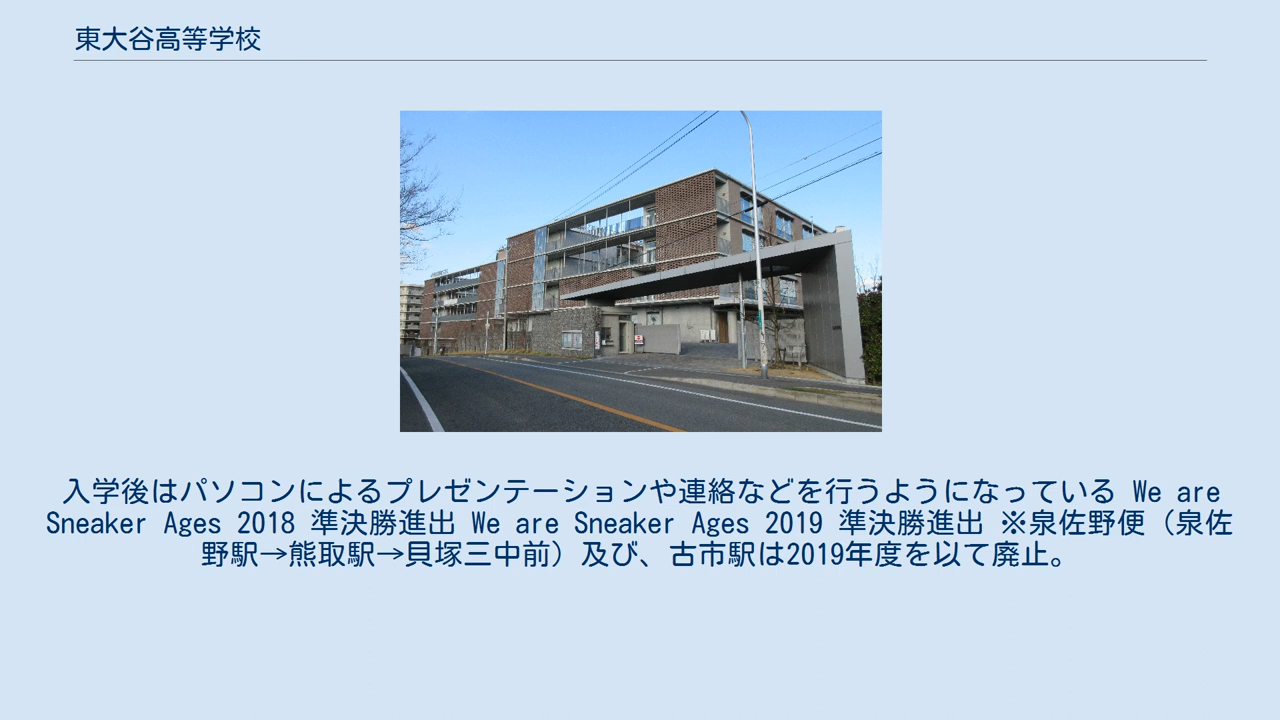 東大谷高等学校
入学後はパソコンによるプレゼンテーションや連絡などを行うようになっている We are
Sneaker Ages 2018 準決勝進出 We are Sneaker Ages 2019 準決勝進出 ※泉佐野便（泉佐
野駅→熊取駅→貝塚三中前）及び、古市駅は2019年度を以て廃止。